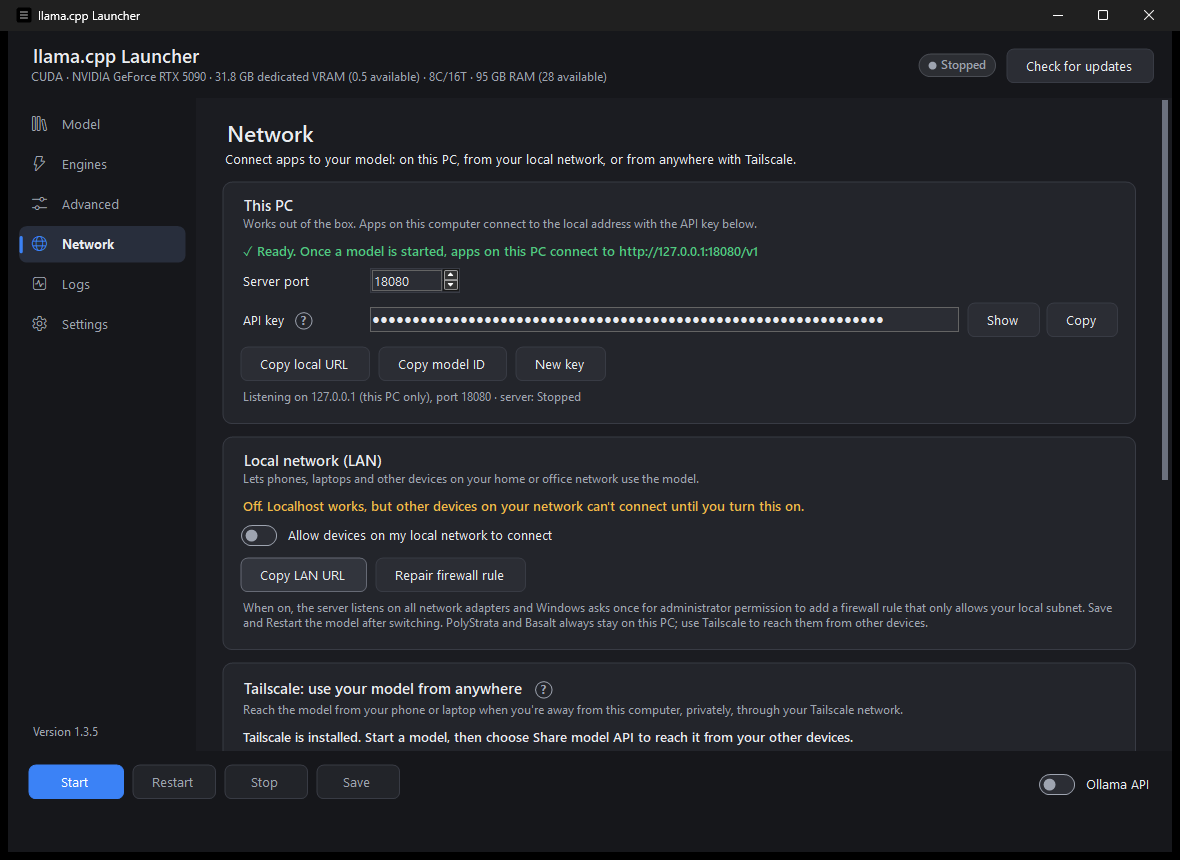 llama.cpp Launcher
llama.cpp Launcher
CUDA · NVIDIA GeForce RTX 5090 · 31.8 GB dedicated VRAM (0.5 available) · 8C/16T · 95 GB RAM (28 available)
Stopped
Check for updates
Model
Engines
Advanced
Network
Logs
Settings
Version 1.3.5
Network
Connect apps to your model: on this PC, from your local network, or from anywhere with Tailscale.
This PC
Works out of the box. Apps on this computer connect to the local address with the API key below.
✓ Ready. Once a model is started, apps on this PC connect to http://127.0.0.1:18080/v1
Server port
18080
API key ?
Show
Copy
Copy local URL
Copy model ID
New key
Listening on 127.0.0.1 (this PC only), port 18080 · server: Stopped
Local network (LAN)
Lets phones, laptops and other devices on your home or office network use the model.
Off. Localhost works, but other devices on your network can't connect until you turn this on.
Allow devices on my local network to connect
Copy LAN URL
Repair firewall rule
When on, the server listens on all network adapters and Windows asks once for administrator permission to add a firewall rule that only allows your local subnet. Save
and Restart the model after switching. PolyStrata and Basalt always stay on this PC; use Tailscale to reach them from other devices.
Tailscale: use your model from anywhere ?
Reach the model from your phone or laptop when you're away from this computer, privately, through your Tailscale network.
Tailscale is installed. Start a model, then choose Share model API to reach it from your other devices.
Start
Restart
Stop
Save
Ollama API